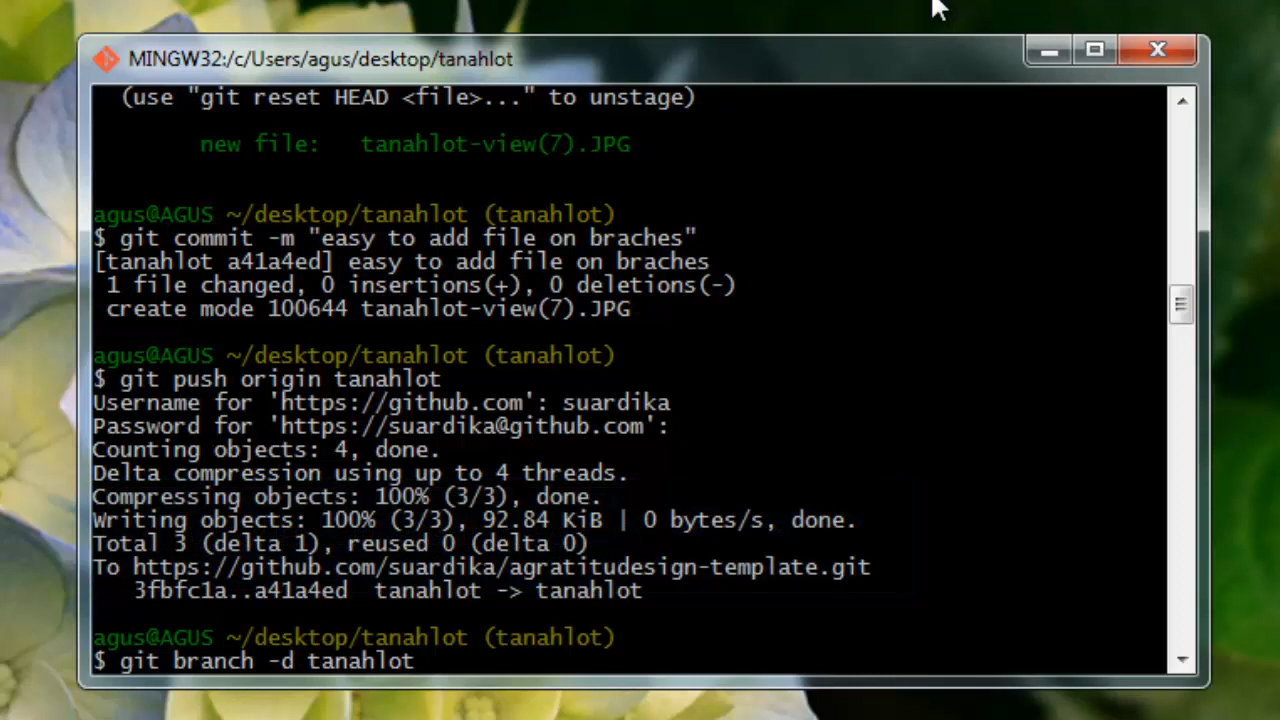 MINGW32:/c/Users/agus/desktop/tanahlot
(use "git reset HEAD <file>..." to unstage)
new file:   tanahlot-view(7).JPG
agus@AGUS ~/desktop/tanahlot (tanahlot)
$ git commit -m "easy to add file on braches"
[tanahlot a41a4ed] easy to add file on braches
1 file changed, 0 insertions(+), 0 deletions(-)
create mode 100644 tanahlot-view(7).JPG
agus@AGUS ~/desktop/tanahlot (tanahlot)
$ git push origin tanahlot
Username for 'https://github.com': suardika
Password for 'https://suardika@github.com':
Counting objects: 4, done.
Delta compression using up to 4 threads.
Compressing objects: 100% (3/3), done.
Writing objects: 100% (3/3), 92.84 KiB | 0 bytes/s, done.
Total 3 (delta 1), reused 0 (delta 0)
To https://github.com/suardika/agratitudesign-template.git
3fbfc1a..a41a4ed  tanahlot -> tanahlot
agus@AGUS ~/desktop/tanahlot (tanahlot)
$ git branch -d tanahlot